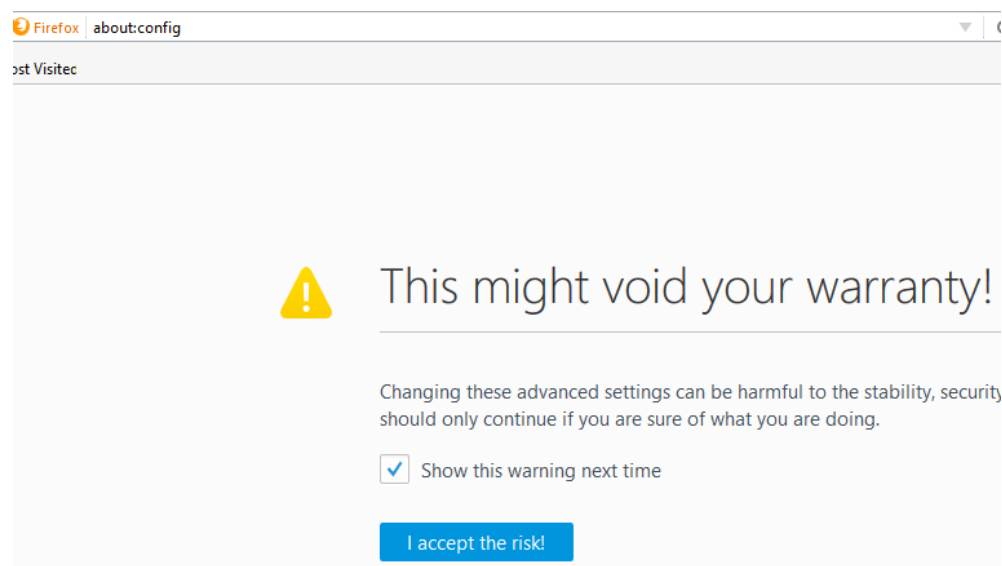 Firefox about:config
ost Visited
This might void your warranty!
Changing these advanced settings can be harmful to the stability, security
should only continue if you are sure of what you are doing.
Show this warning next time
I accept the risk!